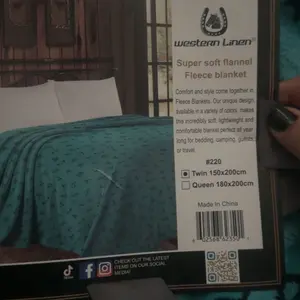 Western Linen®
Super soft flannel
Fleece blanket
Comfort and style come together in
Fleece Blankets. Our unique design
available in a variety of colors, makes
the incredibly soft, lightweight and
comfortable blanket perfect all year
long for bedding, camping, guests,
or travel.
#220
Twin 150x200cm
Queen 180x200cm
Made In China
CHECK OUT THE LATEST
ITEMS ON OUR SOCIAL
MEDIA!